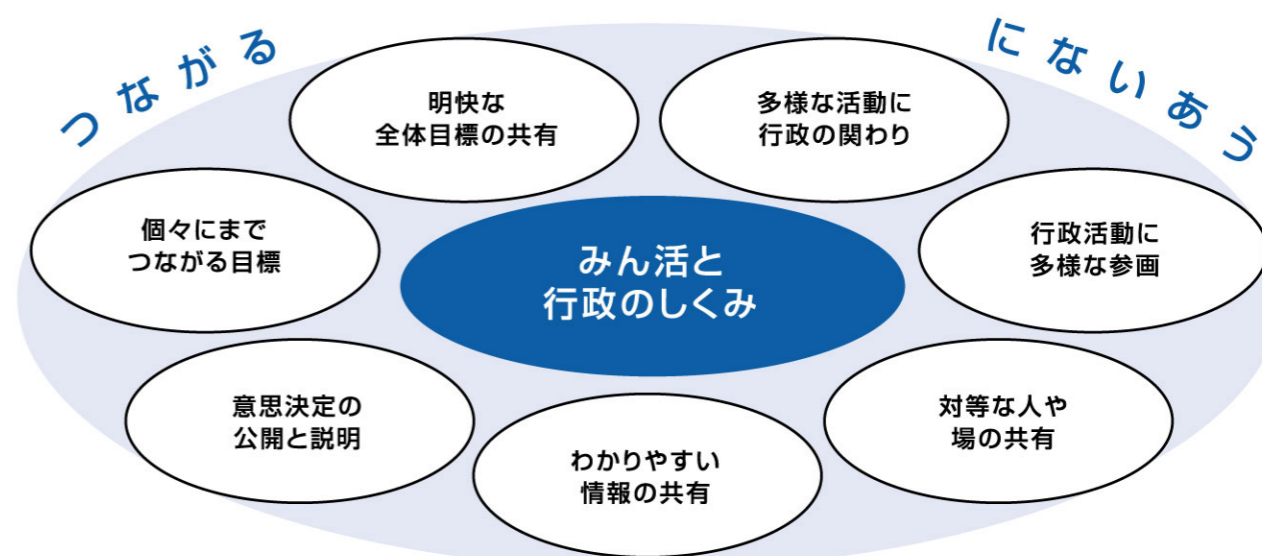 つながる
にないあう
明快な
全体目標の共有
多様な活動に
行政の関わり
個々にまで
つながる目標
みん活と
行政のしくみ
行政活動に
多様な参画
意思決定の
公開と説明
わかりやすい
情報の共有
対等な人や
場の共有